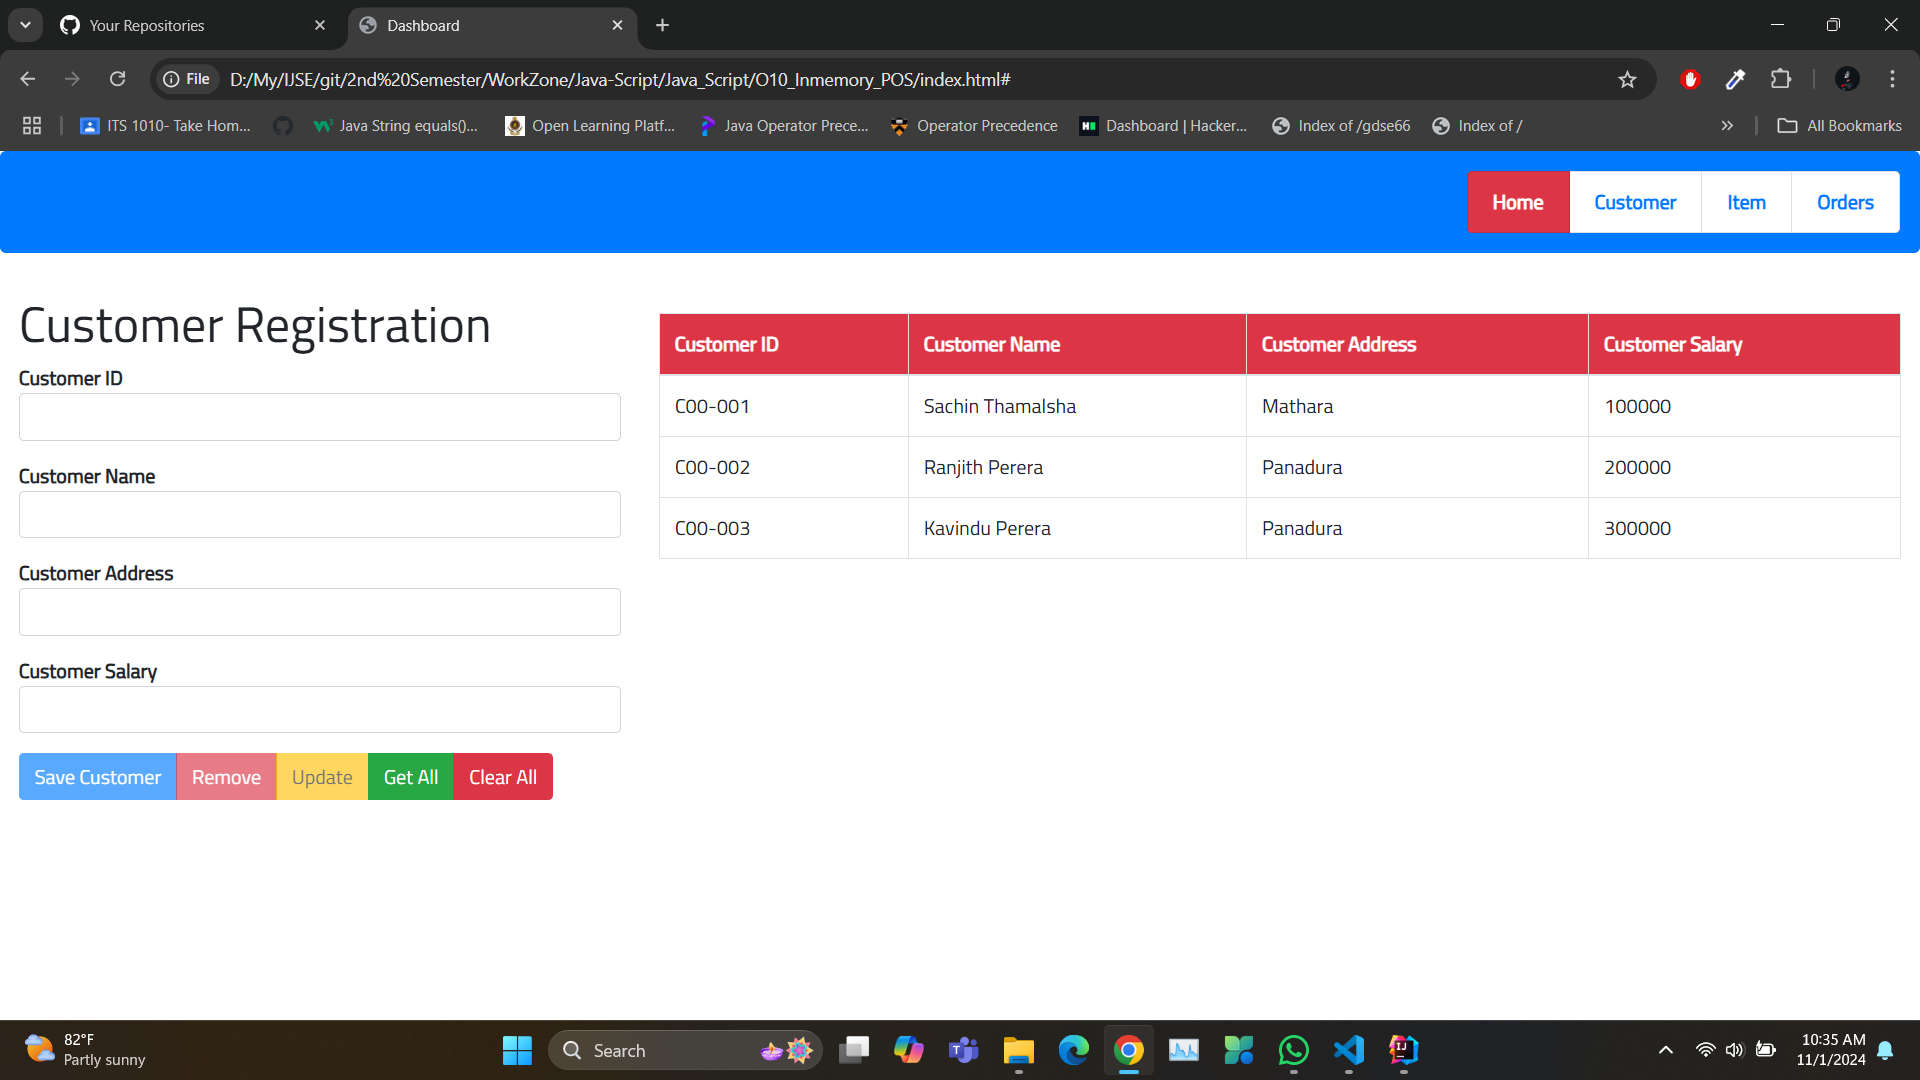 Your Repositories
Dashboard
File
D:/My/IJSE/git/2nd%20Semester/WorkZone/Java-Script/Java_Script/O10_Inmemory_POS/index.html#
ITS 1010- Take Hom...
Java String equals()...
Open Learning Platf...
Java Operator Prece...
Operator Precedence
Dashboard | Hacker...
Index of /gdse66
Index of /
All Bookmarks
Home Customer Item Orders
Customer Registration
Customer ID
Customer Name
Customer Address
Customer Salary
Save Customer Remove Update Get All Clear All
Customer ID Customer Name Customer Address Customer Salary
C00-001 Sachin Thamalsha Mathara 100000
C00-002 Ranjith Perera Panadura 200000
C00-003 Kavindu Perera Panadura 300000
82°F
Partly sunny
Search
10:35 AM
11/1/2024